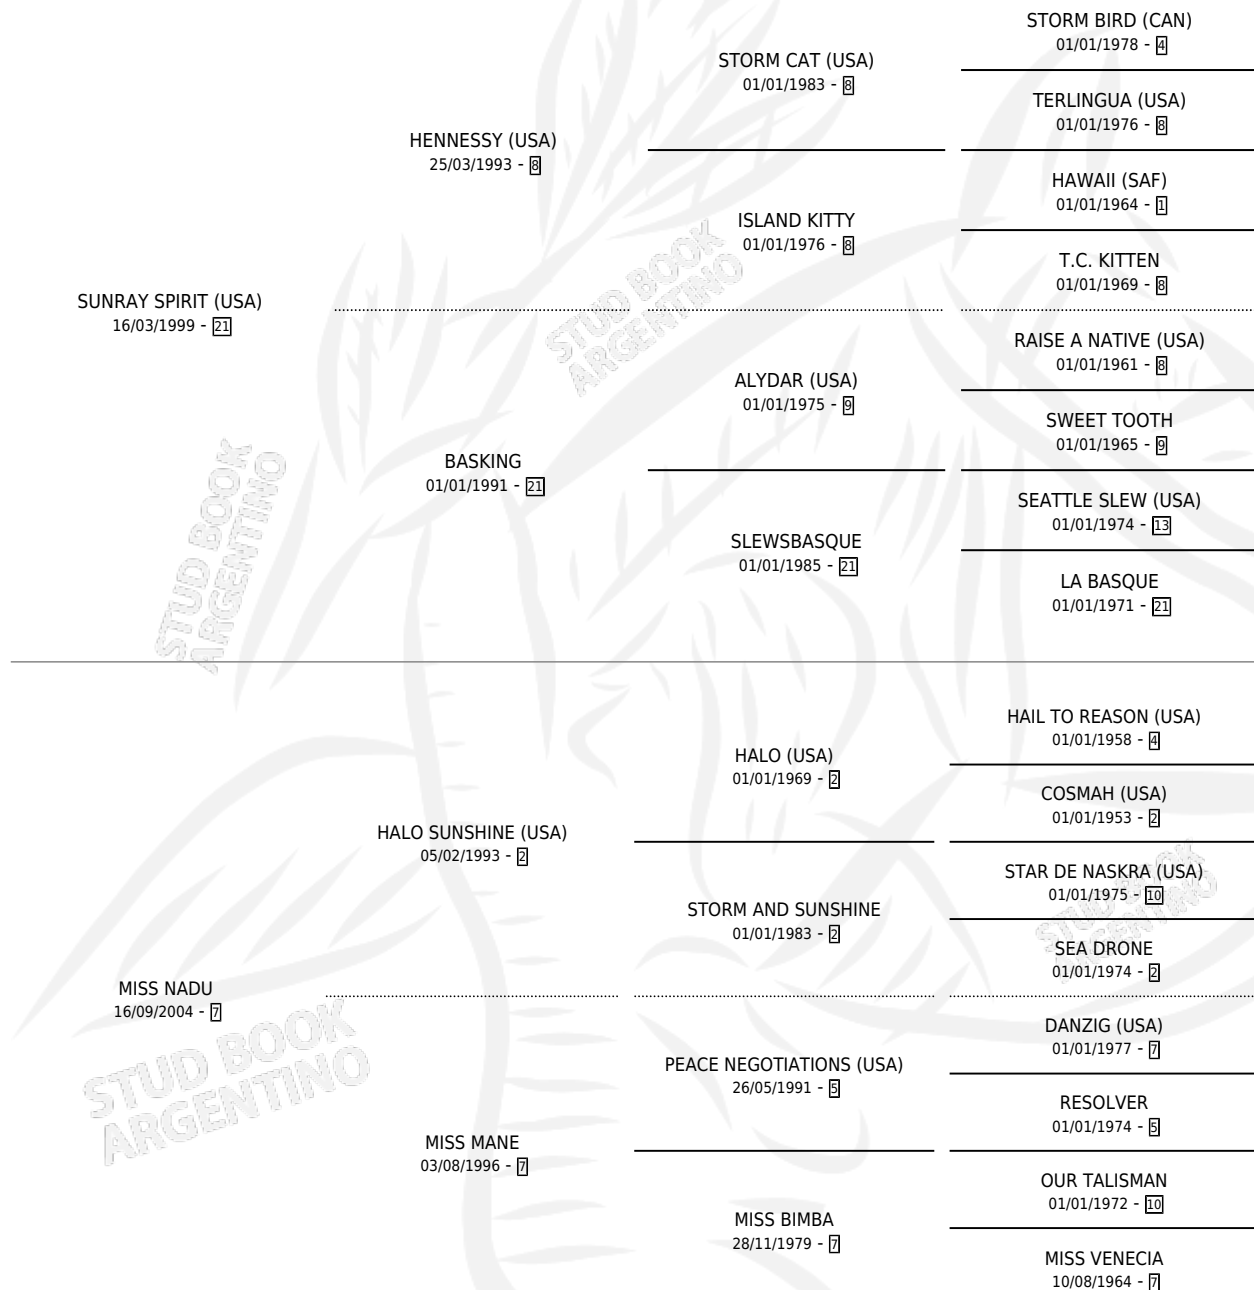 STORM BIRD (CAN)
01/01/1978 - 4
STORM CAT (USA)
01/01/1983 - 8
TERLINGUA (USA)
01/01/1976 - 8
HENNESSY (USA)
25/03/1993 - 8
HAWAII (SAF)
01/01/1964 - 1
ISLAND KITTY
01/01/1976 - 8
T.C. KITTEN
01/01/1969 - 8
SUNRAY SPIRIT (USA)
16/03/1999 - 21
STUD BOOK
ARGENTINO
RAISE A NATIVE (USA)
01/01/1961 - 8
ALYDAR (USA)
01/01/1975 - 9
SWEET TOOTH
01/01/1965 - 9
BASKING
01/01/1991 - 21
SEATTLE SLEW (USA)
01/01/1974 - 13
SLEWSBASQUE
01/01/1985 - 21
LA BASQUE
01/01/1971 - 21
STUD BOOK
ARGENTINO
HAIL TO REASON (USA)
01/01/1958 - 4
HALO (USA)
01/01/1969 - 2
COSMAH (USA)
01/01/1953 - 2
HALO SUNSHINE (USA)
05/02/1993 - 2
STAR DE NASKRA (USA)
01/01/1975 - 10
STORM AND SUNSHINE
01/01/1983 - 2
STUD BOOK
ARGENTINO
SEA DRONE
01/01/1974 - 2
MISS NADU
16/09/2004 - 7
STUD BOOK
ARGENTINO
DANZIG (USA)
01/01/1977 - 7
PEACE NEGOTIATIONS (USA)
26/05/1991 - 5
RESOLVER
01/01/1974 - 5
MISS MANE
03/08/1996 - 7
OUR TALISMAN
01/01/1972 - 10
MISS BIMBA
28/11/1979 - 7
MISS VENECIA
10/08/1964 - 7